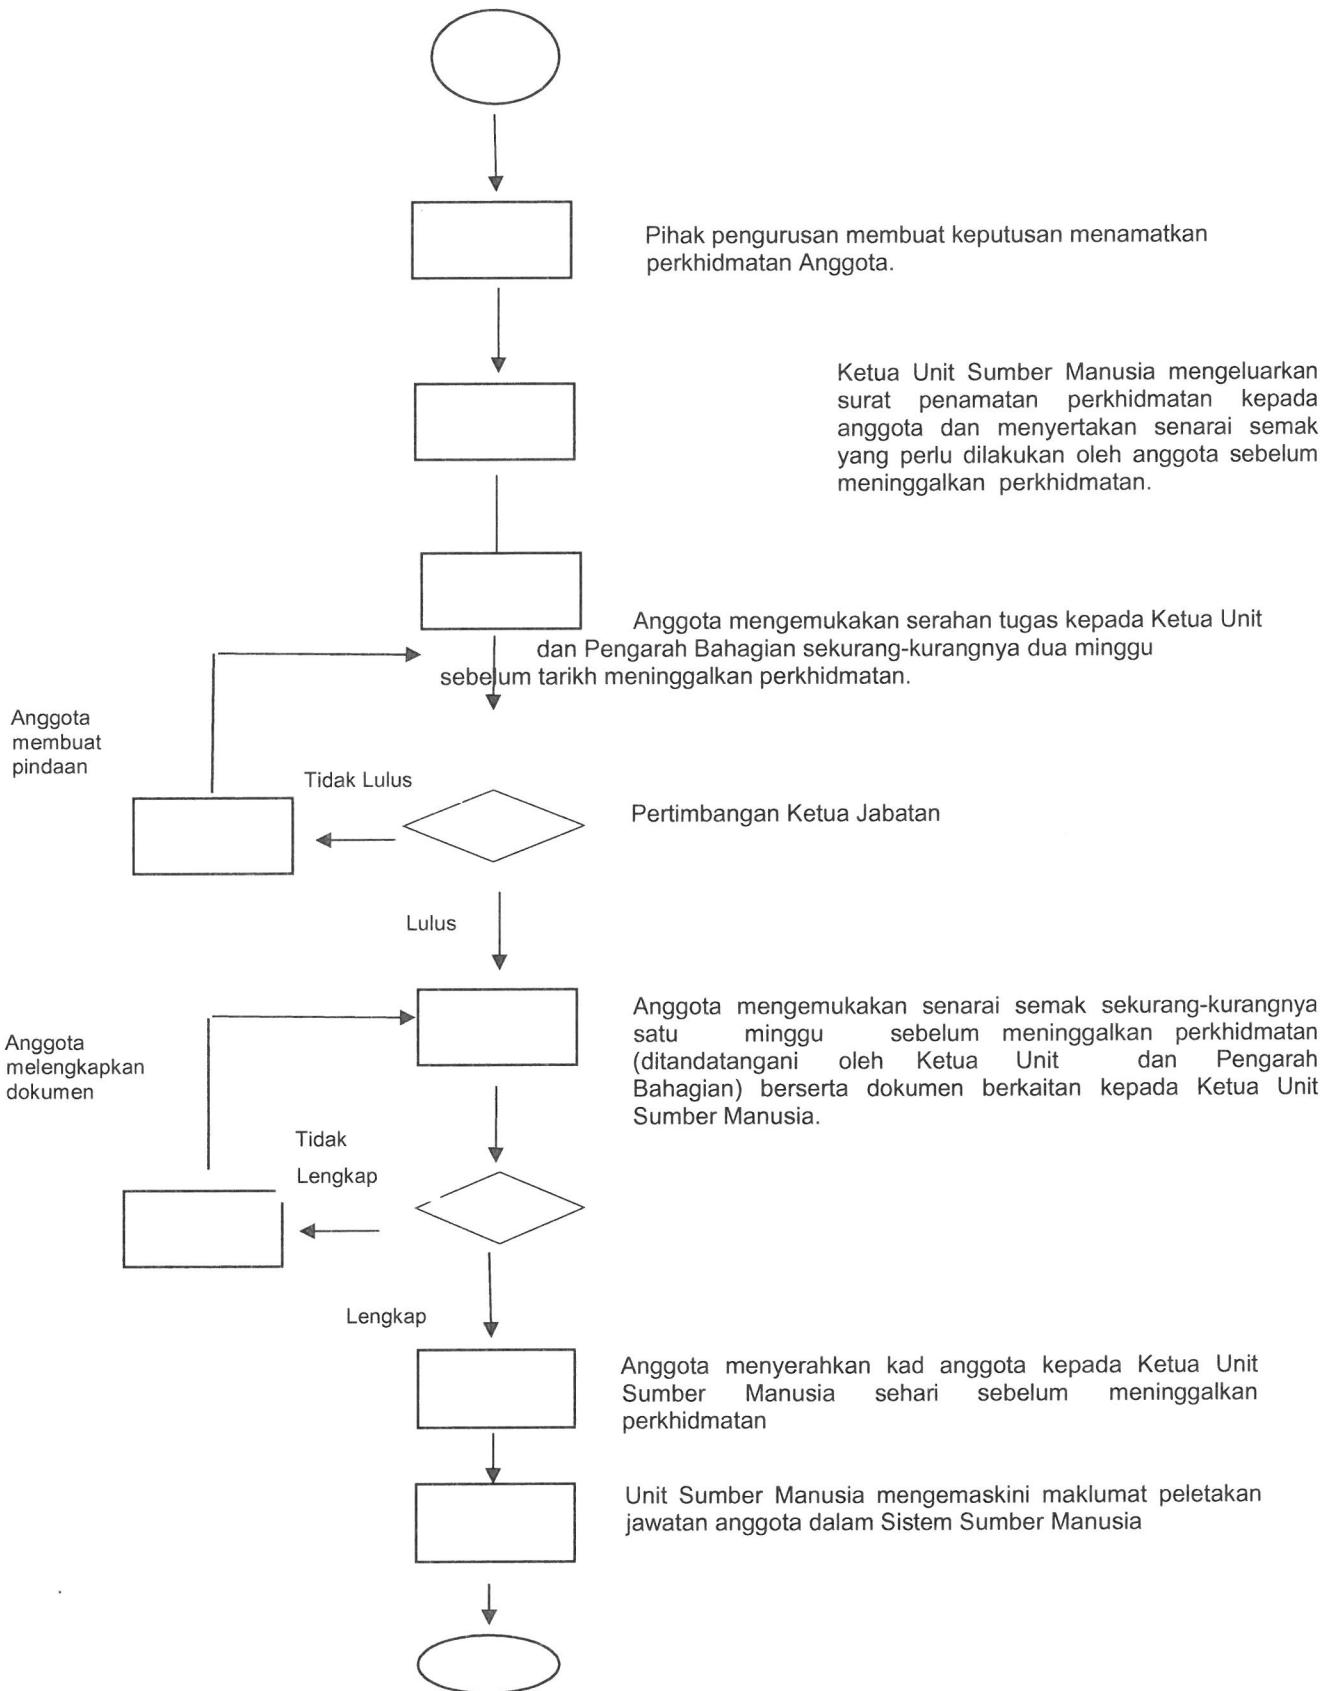 Pihak pengurusan membuat keputusan menamatkan
perkhidmatan Anggota.
Ketua Unit Sumber Manusia mengeluarkan
surat penamatan perkhidmatan kepada
anggota dan menyertakan senarai semak
yang perlu dilakukan oleh anggota sebelum
meninggalkan perkhidmatan.
Anggota mengemukakan serahan tugas kepada Ketua Unit
dan Pengarah Bahagian sekurang-kurangnya dua minggu
sebelum tarikh meninggalkan perkhidmatan.
Anggota
membuat
pindaan
Tidak Lulus
Pertimbangan Ketua Jabatan
Lulus
Anggota mengemukakan senarai semak sekurang-kurangnya
satu minggu sebelum meninggalkan perkhidmatan
(ditandatangani oleh Ketua Unit dan Pengarah
Bahagian) berserta dokumen berkaitan kepada Ketua Unit
Sumber Manusia.
Anggota
melengkapkan
dokumen
Tidak
Lengkap
Lengkap
Anggota menyerahkan kad anggota kepada Ketua Unit
Sumber Manusia sehari sebelum meninggalkan
perkhidmatan
Unit Sumber Manusia mengemaskini maklumat peletakan
jawatan anggota dalam Sistem Sumber Manusia